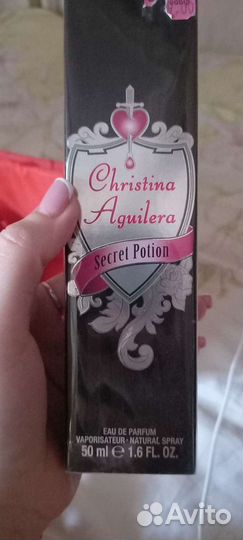 Christina
Aguilera
Secret Potion
EAU DE PARFUM
VAPORISATEUR · NATURAL SPRAY
50 ml ℮ 1.6 FL. OZ.
Avito